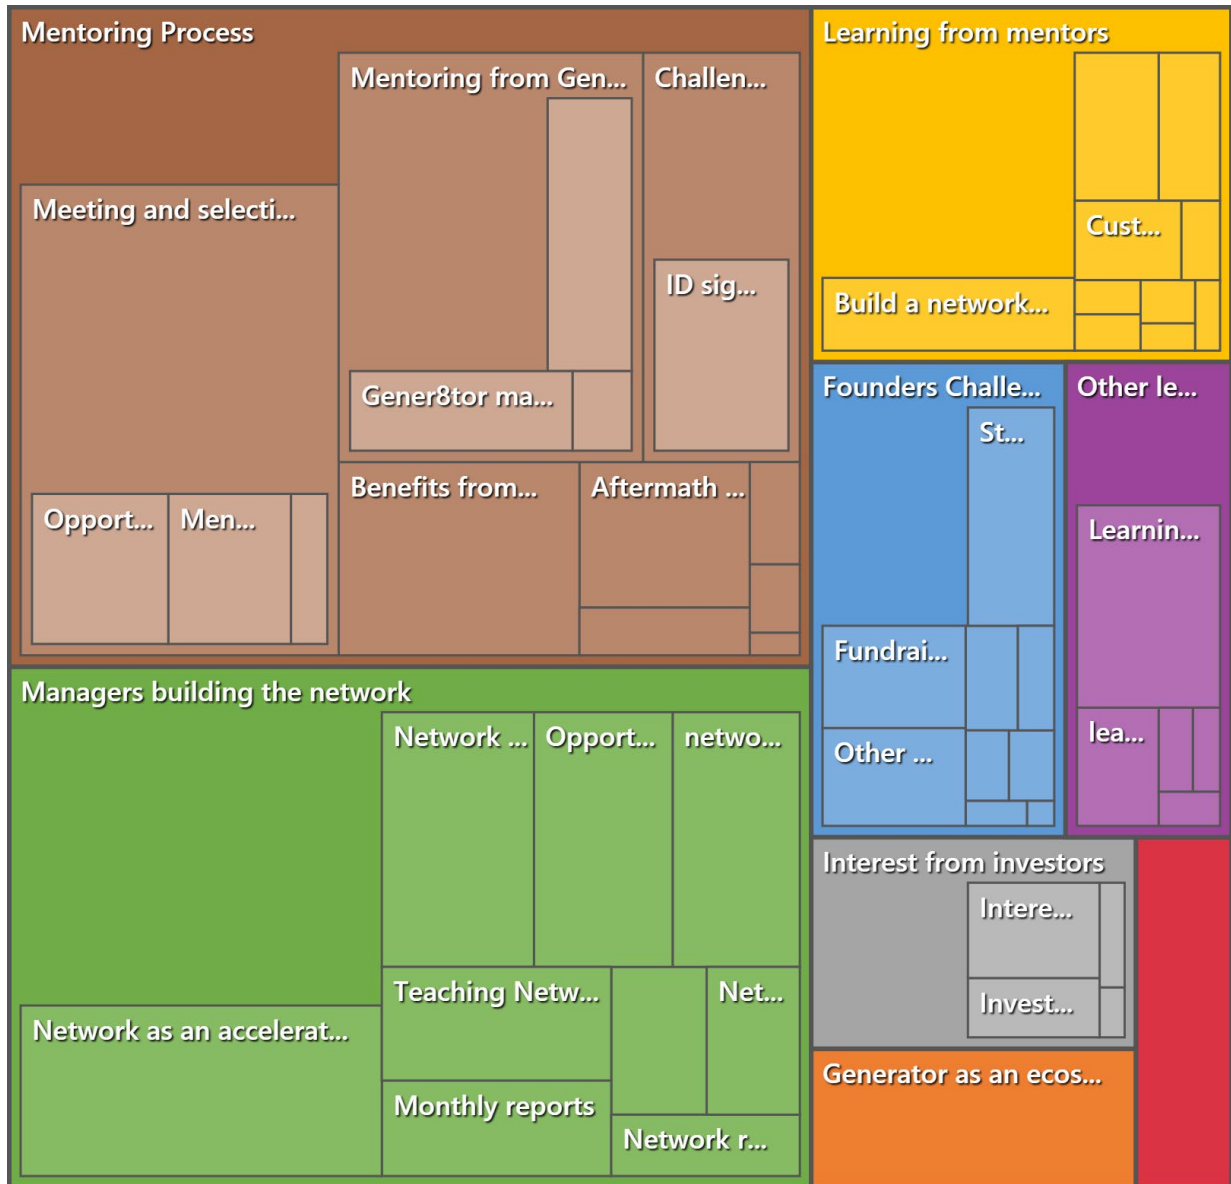 Mentoring Process
Mentoring from Gen...
Challen...
Meeting and selecti...
ID sig...
Gener8tor ma...
Opport...
Men...
Benefits from...
Aftermath ...
Learning from mentors
Cust...
Build a network...
Founders Challe...
St...
Fundrai...
Other ...
Other le...
Learnin...
lea...
Managers building the network
Network ...
Opport...
netwo...
Network as an accelerat...
Teaching Netw...
Net...
Monthly reports
Network r...
Interest from investors
Intere...
Invest...
Generator as an ecos...